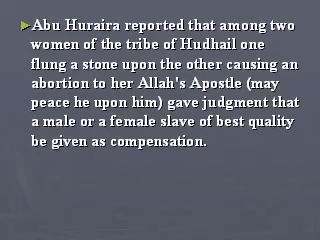 ►Abu Huraira reported that among two
women of the tribe of Hudhail one
flung a stone upon the other causing an
abortion to her Allah's Apostle (may
peace he upon him) gave judgment that
a male or a female slave of best quality
be given as compensation.